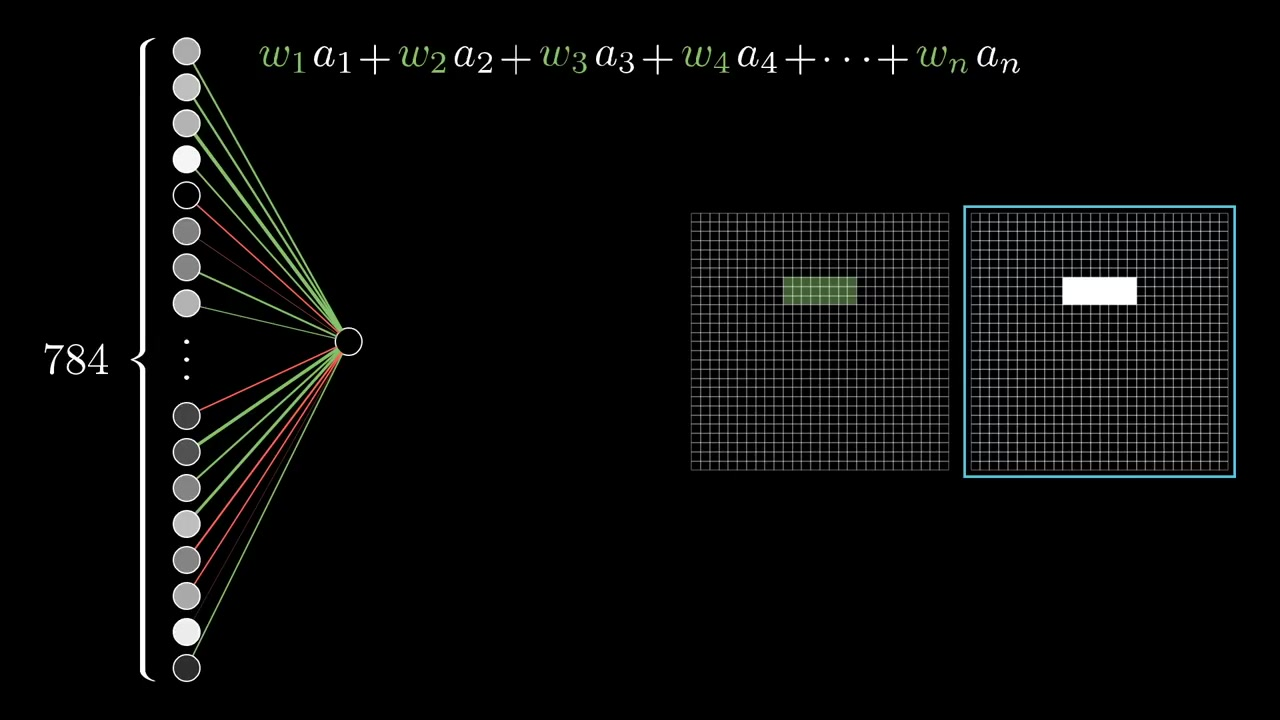 w₁a₁ + w₂a₂ + w₃a₃ + w₄a₄ + ⋯ + wₙaₙ
784